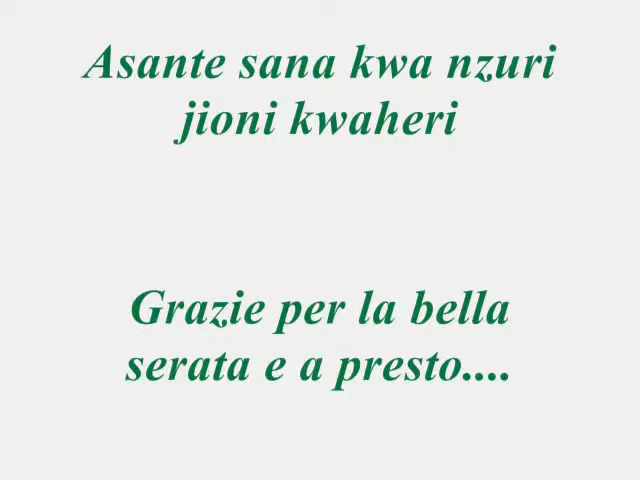 Asante sana kwa nzuri
jioni kwaheri
Grazie per la bella
serata e a presto....